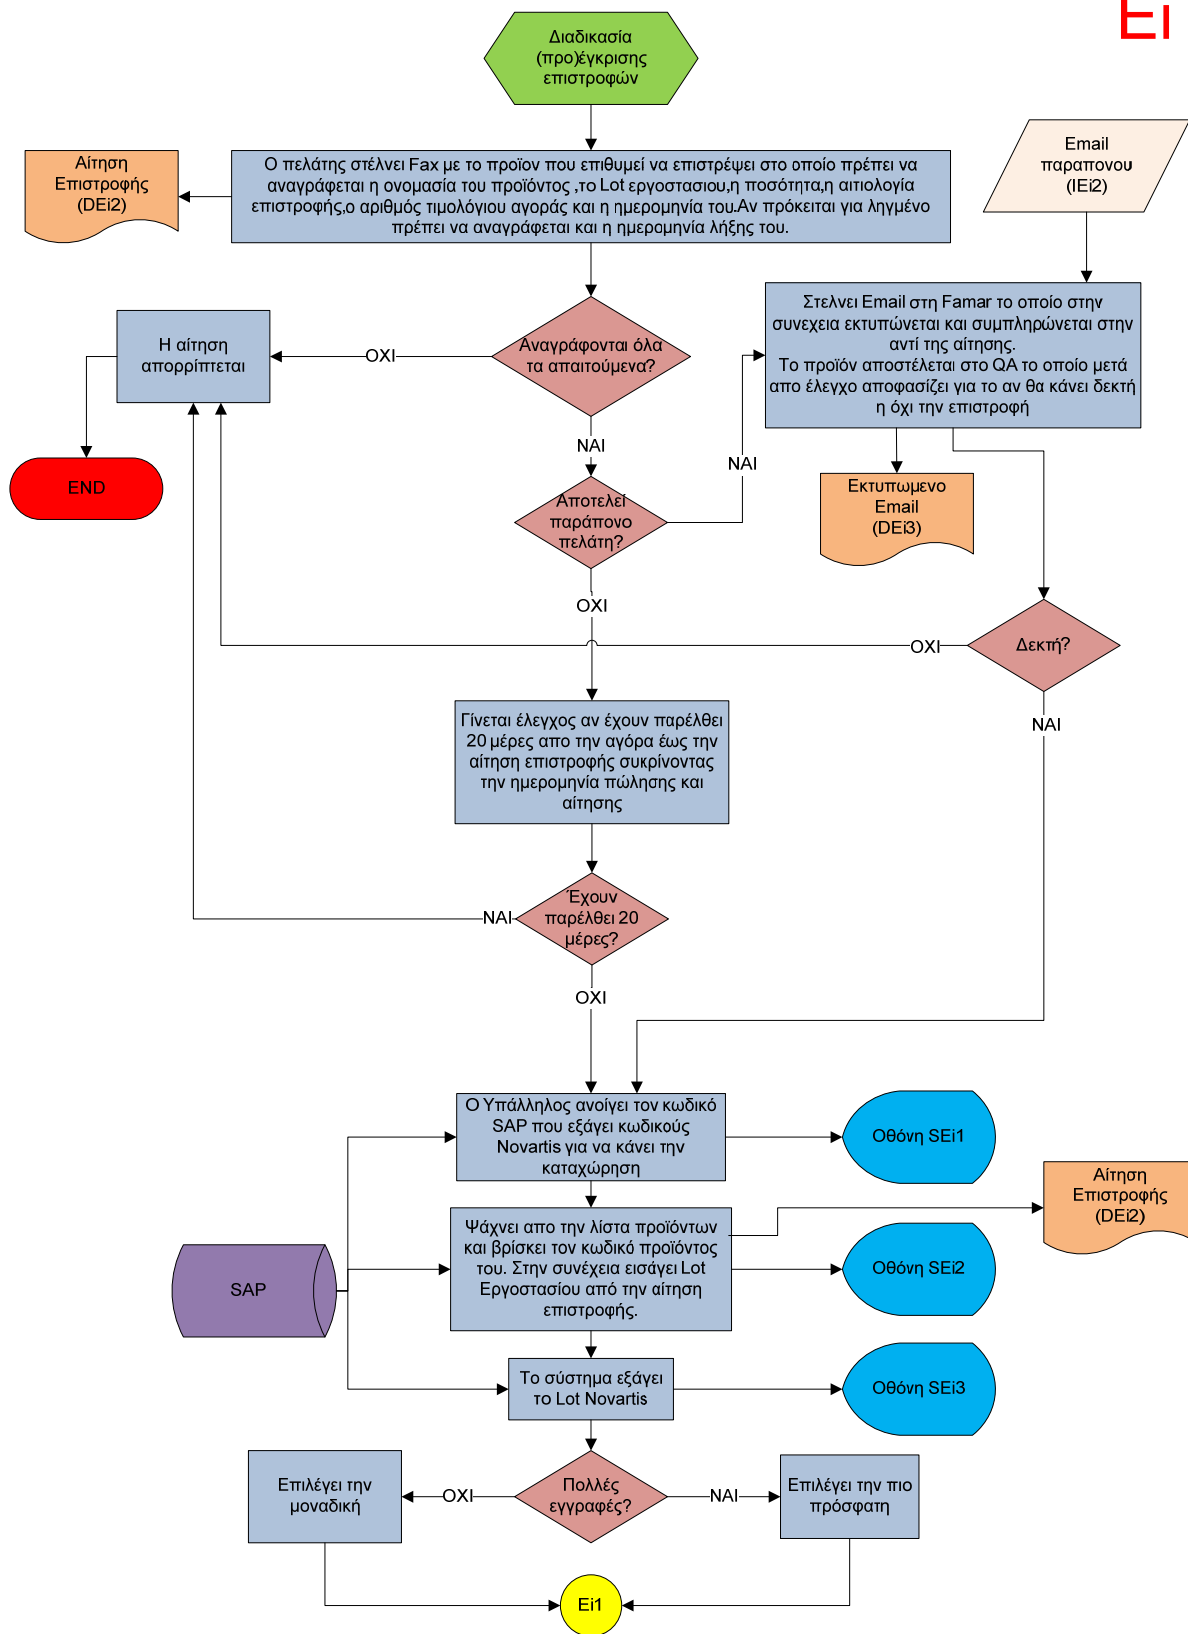 Ei
Διαδικασία
(προ)έγκρισης
επιστροφών
Αίτηση
Επιστροφής
(DEi2)
Ο πελάτης στέλνει Fax με το προϊον που επιθυμεί να επιστρέψει στο οποίο πρέπει να
αναγράφεται η ονομασία του προϊόντος ,το Lot εργοστασιου,η ποσότητα,η αιτιολογία
επιστροφής,ο αριθμός τιμολόγιου αγοράς και η ημερομηνία του.Αν πρόκειται για ληγμένο
πρέπει να αναγράφεται και η ημερομηνία λήξης του.
Email
παραπονου
(IEi2)
Η αίτηση
απορρίπτεται
ΟΧΙ
Αναγράφονται όλα
τα απαιτούμενα?
Στελνει Email στη Famar το οποίο στην
συνεχεια εκτυπώνεται και συμπληρώνεται στην
αντί της αίτησης.
Το προϊόν αποστέλεται στο QA το οποίο μετά
απο έλεγχο αποφασίζει για το αν θα κάνει δεκτή
η όχι την επιστροφή
ΝΑΙ
ΝΑΙ
END
Αποτελεί
παράπονο
πελάτη?
Εκτυπωμενο
Email
(DEi3)
ΟΧΙ
ΟΧΙ
Δεκτή?
ΝΑΙ
Γίνεται έλεγχος αν έχουν παρέλθει
20 μέρες απο την αγόρα έως την
αίτηση επιστροφής συκρίνοντας
την ημερομηνία πώλησης και
αίτησης
ΝΑΙ
Έχουν
παρέλθει 20
μέρες?
ΟΧΙ
Ο Υπάλληλος ανοίγει τον κωδικό
SAP που εξάγει κωδικούς
Novartis για να κάνει την
καταχώρηση
Οθόνη SEi1
Αίτηση
Επιστροφής
(DEi2)
Ψάχνει απο την λίστα προϊόντων
και βρίσκει τον κωδικό προϊόντος
του. Στην συνέχεια εισάγει Lot
Εργοστασίου από την αίτηση
επιστροφής.
Οθόνη SEi2
SAP
Το σύστημα εξάγει
το Lot Novartis
Οθόνη SEi3
Επιλέγει την
μοναδική
ΟΧΙ
Πολλές
εγγραφές?
ΝΑΙ
Επιλέγει την πιο
πρόσφατη
Ei1